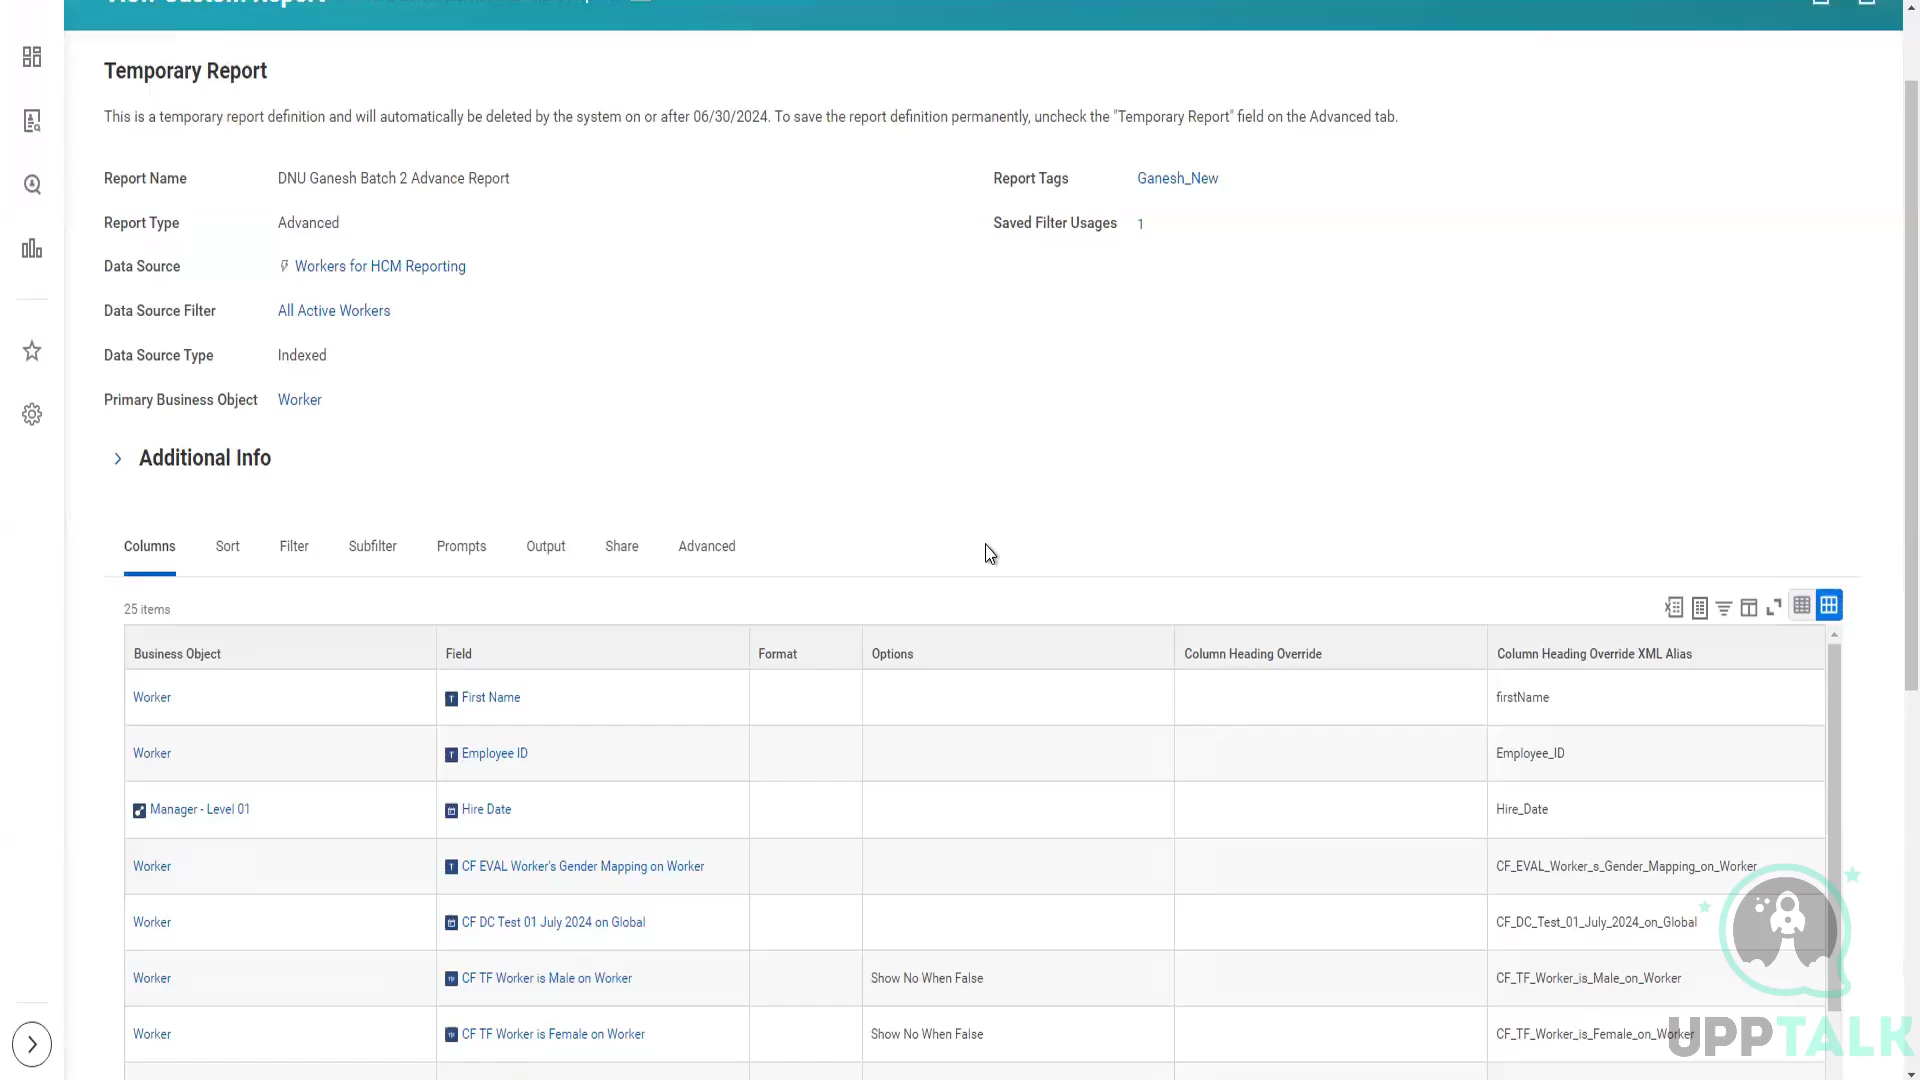 View Custom Report
Temporary Report
This is a temporary report definition and will automatically be deleted by the system on or after 06/30/2024. To save the report definition permanently, uncheck the "Temporary Report" field on the Advanced tab.
Report Name DNU Ganesh Batch 2 Advance Report
Report Tags Ganesh_New
Report Type Advanced
Saved Filter Usages 1
Data Source Workers for HCM Reporting
Data Source Filter All Active Workers
Data Source Type Indexed
Primary Business Object Worker
Additional Info
Columns Sort Filter Subfilter Prompts Output Share Advanced
25 items
Business Object Field Format Options Column Heading Override Column Heading Override XML Alias
Worker First Name firstName
Worker Employee ID Employee_ID
Manager - Level 01 Hire Date Hire_Date
Worker CF EVAL Worker's Gender Mapping on Worker CF_EVAL_Worker_s_Gender_Mapping_on_Worker
Worker CF DC Test 01 July 2024 on Global CF_DC_Test_01_July_2024_on_Global
Worker CF TF Worker is Male on Worker Show No When False CF_TF_Worker_is_Male_on_Worker
Worker CF TF Worker is Female on Worker Show No When False CF_TF_Worker_is_Female_on_Worker
UPPTALK